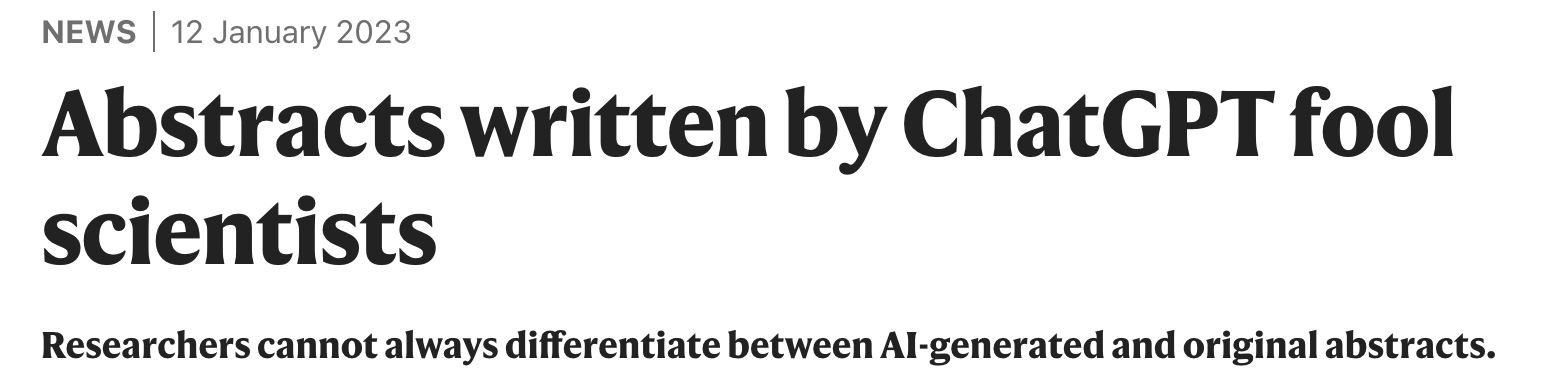 NEWS | 12 January 2023
Abstracts written by ChatGPT fool
scientists
Researchers cannot always differentiate between AI-generated and original abstracts.